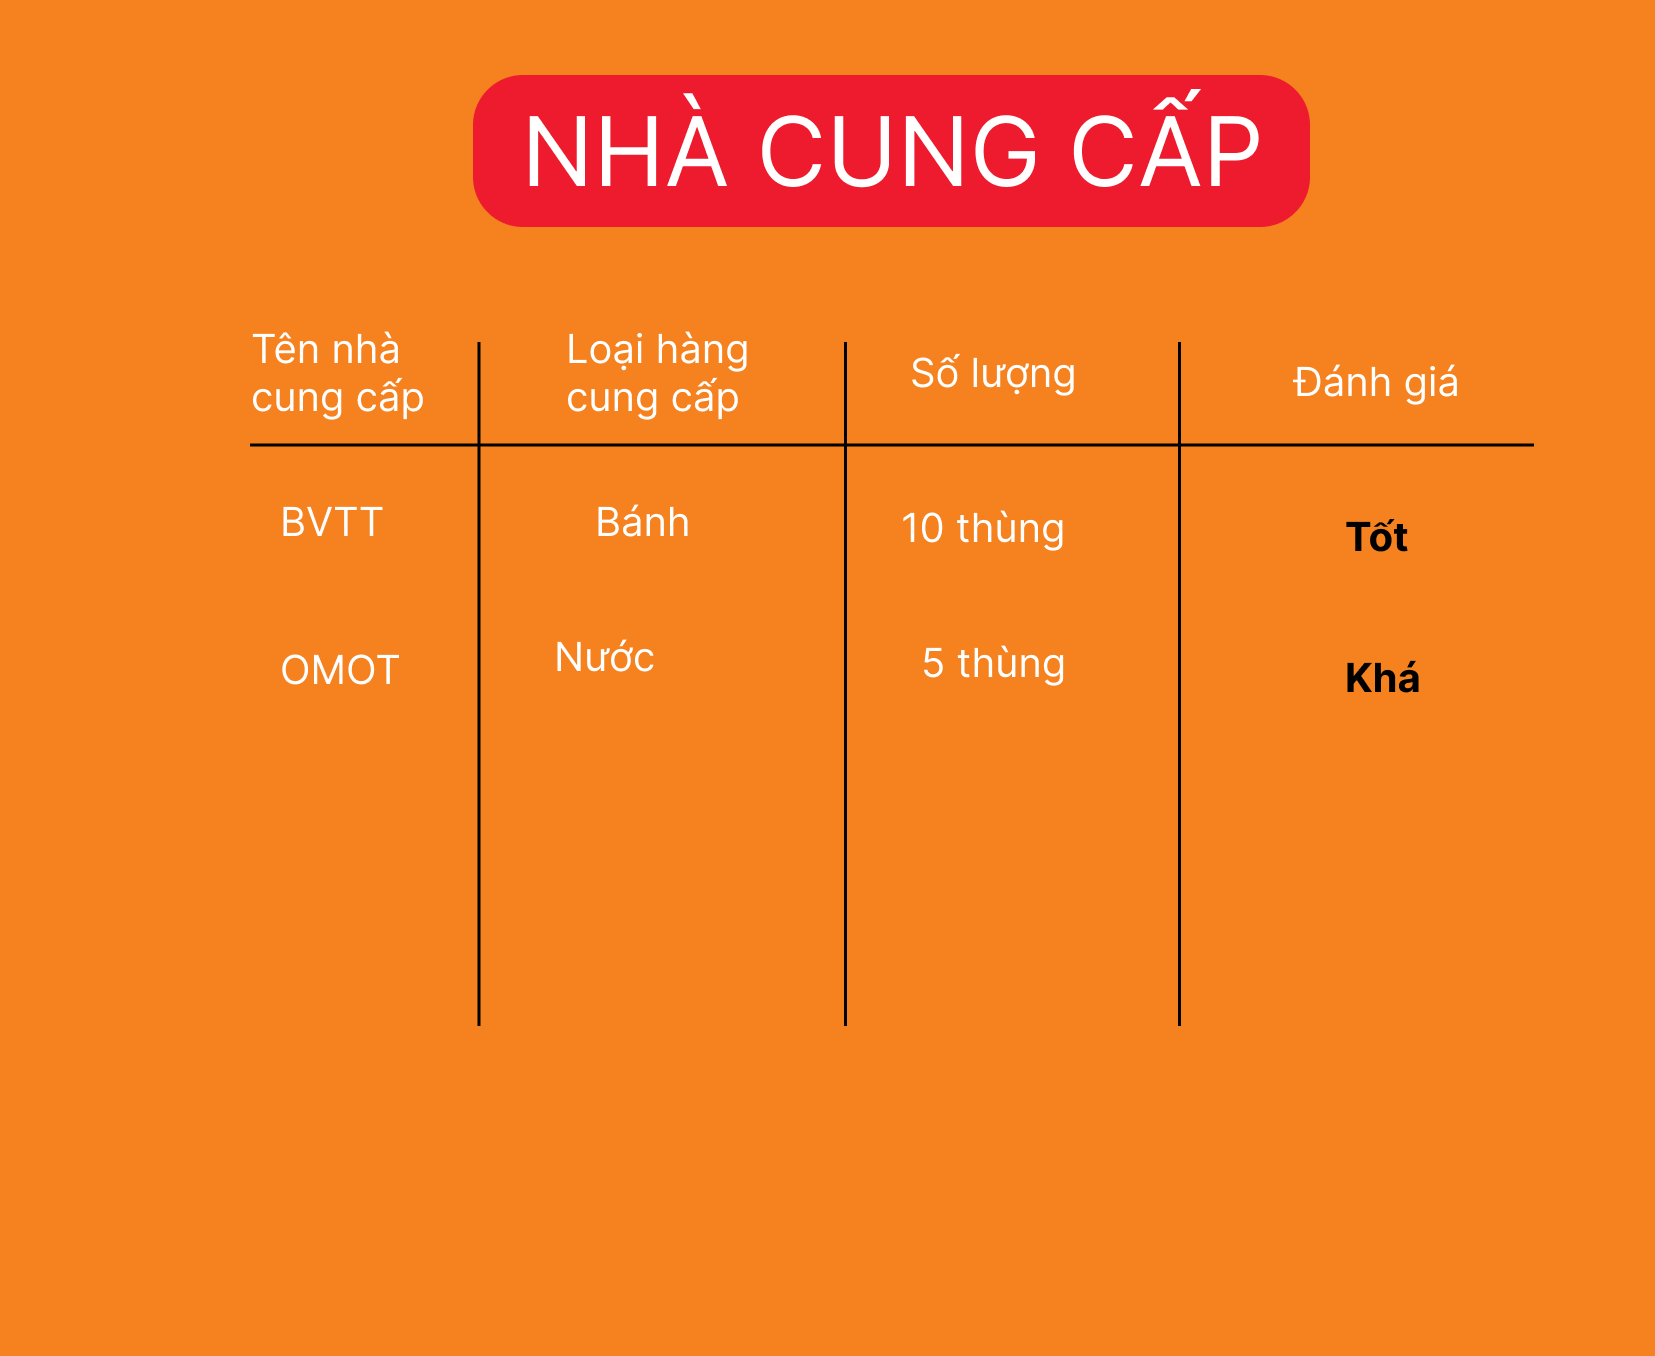 NHÀ CUNG CẤP
Tên nhà
cung cấp
Loại hàng
cung cấp
Số lượng
Đánh giá
BVTT
Bánh
10 thùng
Tốt
OMOT
Nước
5 thùng
Khá